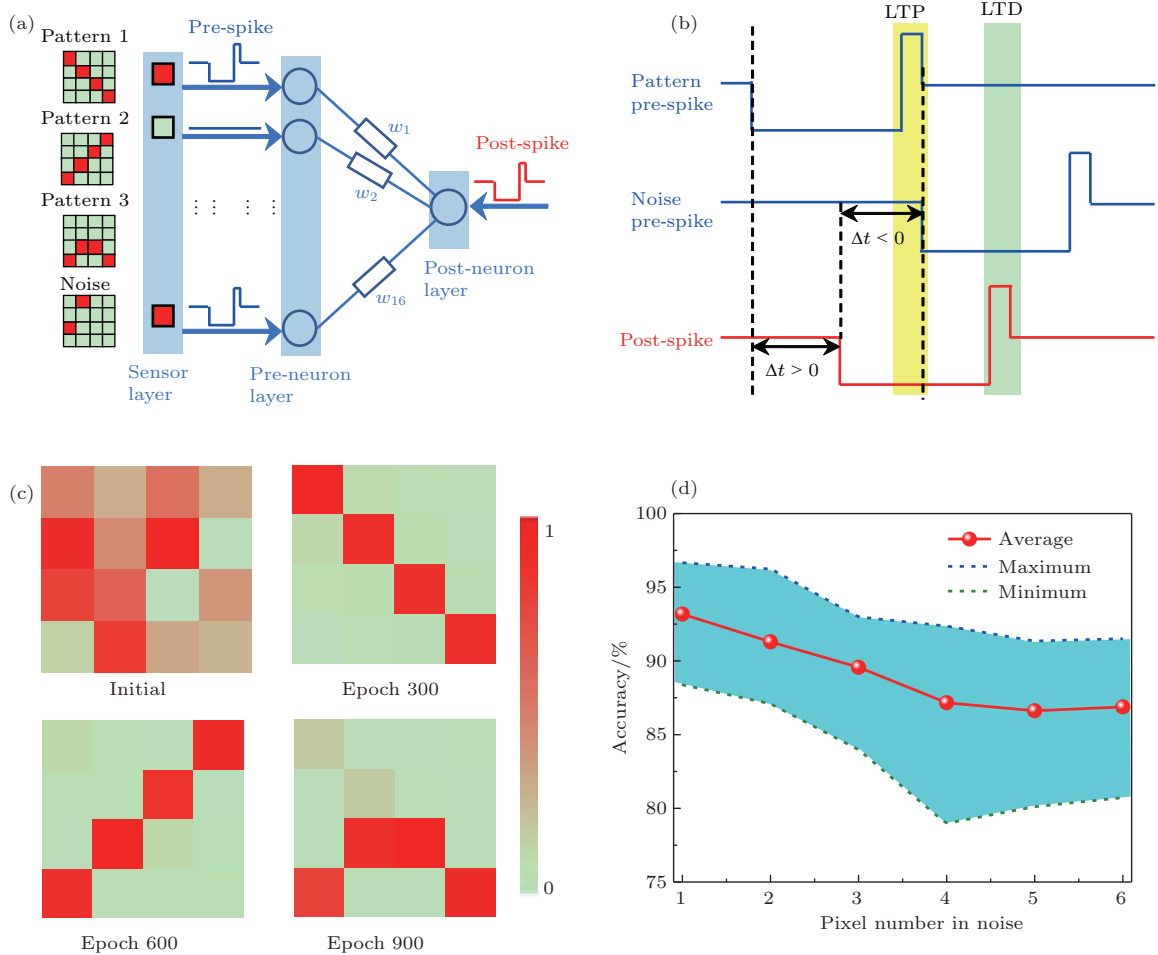 (a)
Pattern 1
Pattern 2
Pattern 3
Noise
Pre-spike
w1
w2
w16
Post-spike
Sensor
layer
Pre-neuron
layer
Post-neuron
layer
(b)
LTP
LTD
Pattern
pre-spike
Noise
pre-spike
Δt < 0
Post-spike
Δt > 0
(c)
Initial
Epoch 300
Epoch 600
Epoch 900
1
0
(d)
100
95
90
85
80
75
Accuracy/%
Average
Maximum
Minimum
1 2 3 4 5 6
Pixel number in noise